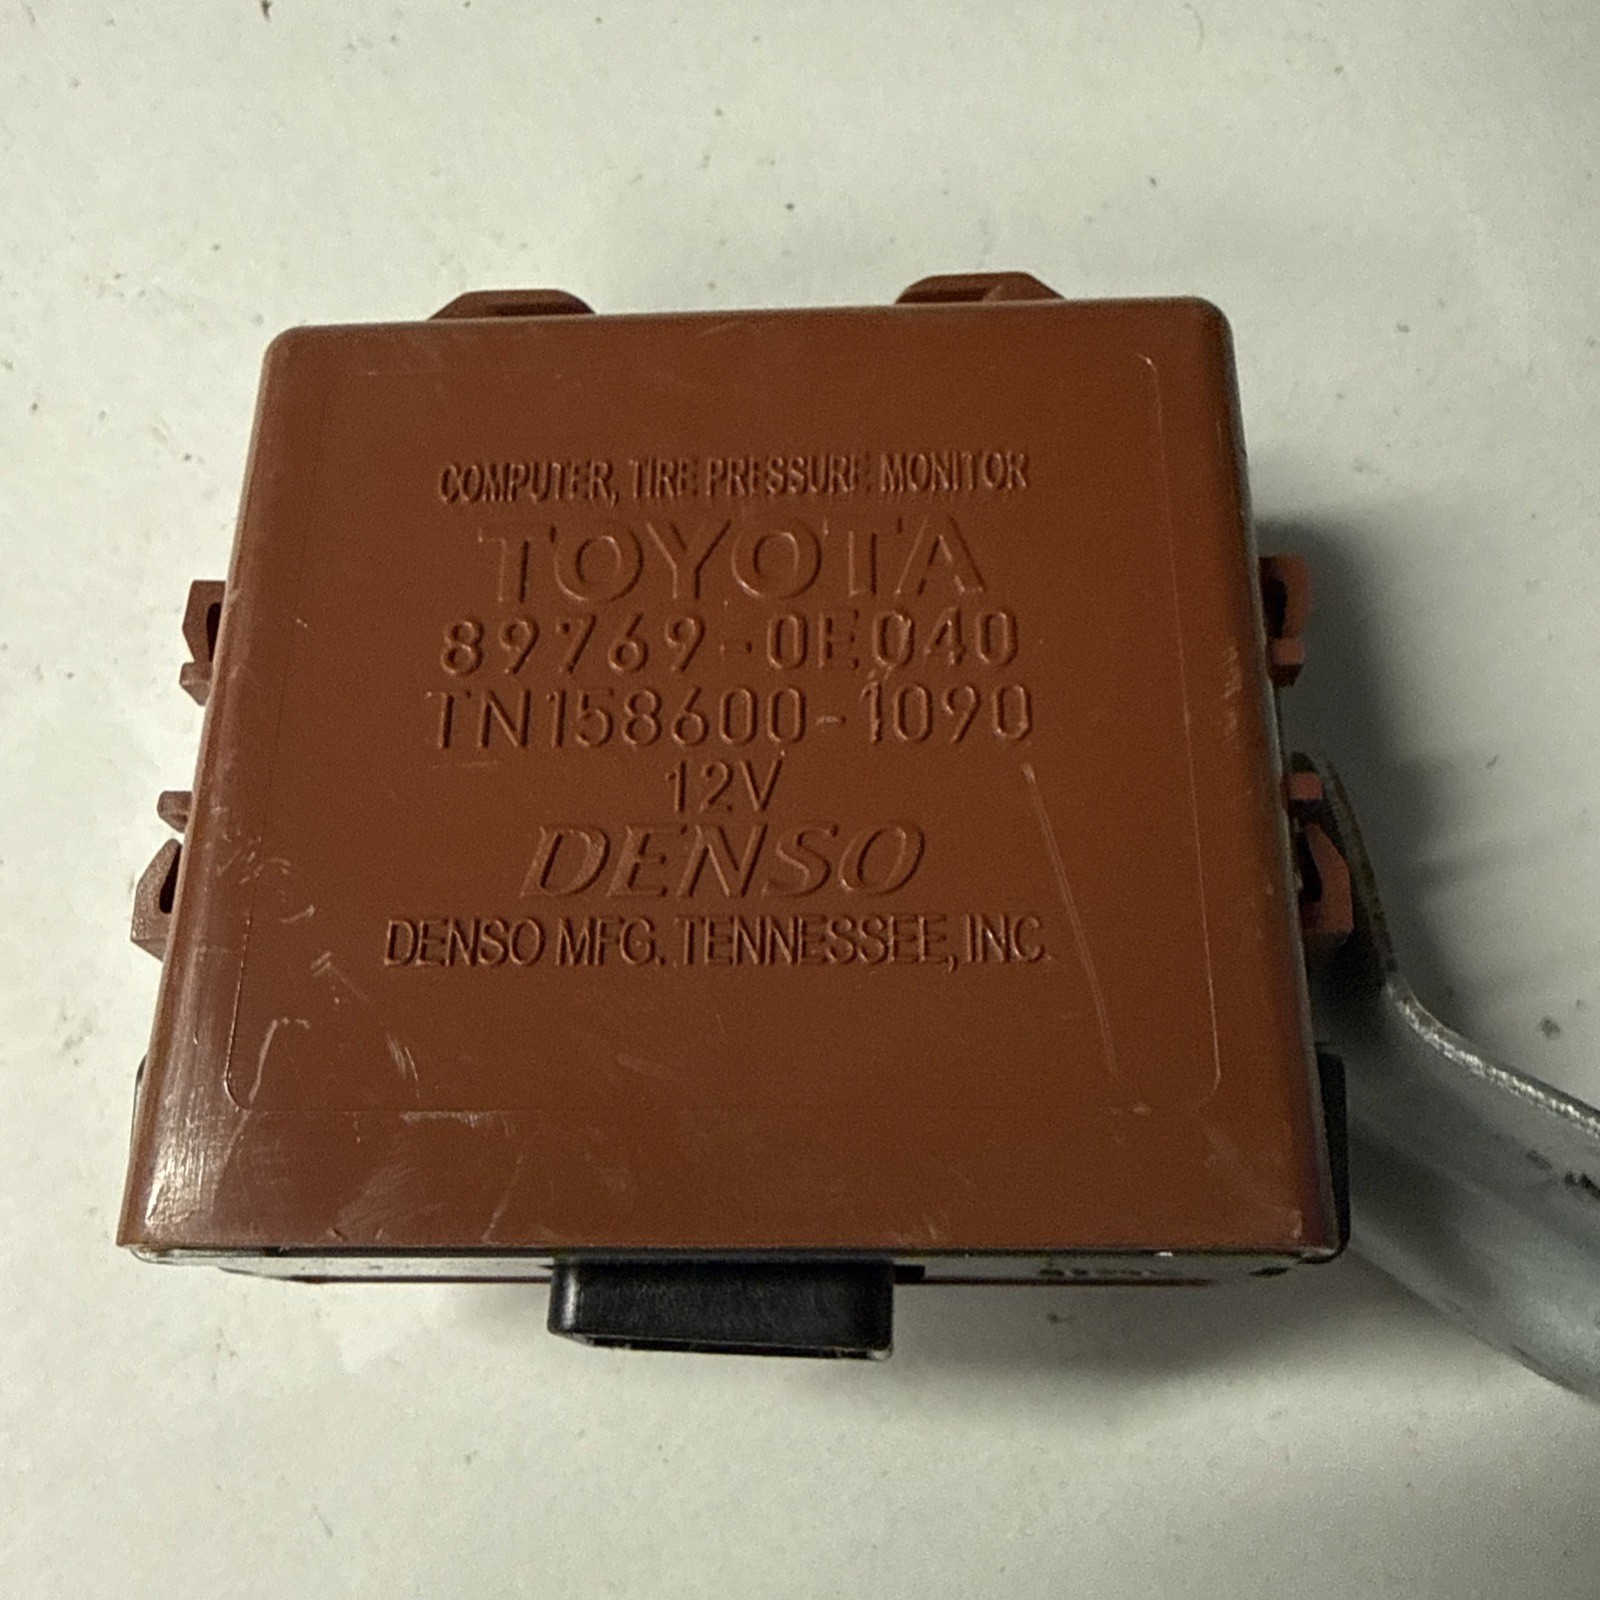 COMPUTER, TIRE PRESSURE MONITOR
TOYOTA
89769-0E040
TN158600-1090
12V
DENSO
DENSO MFG. TENNESSEE, INC.